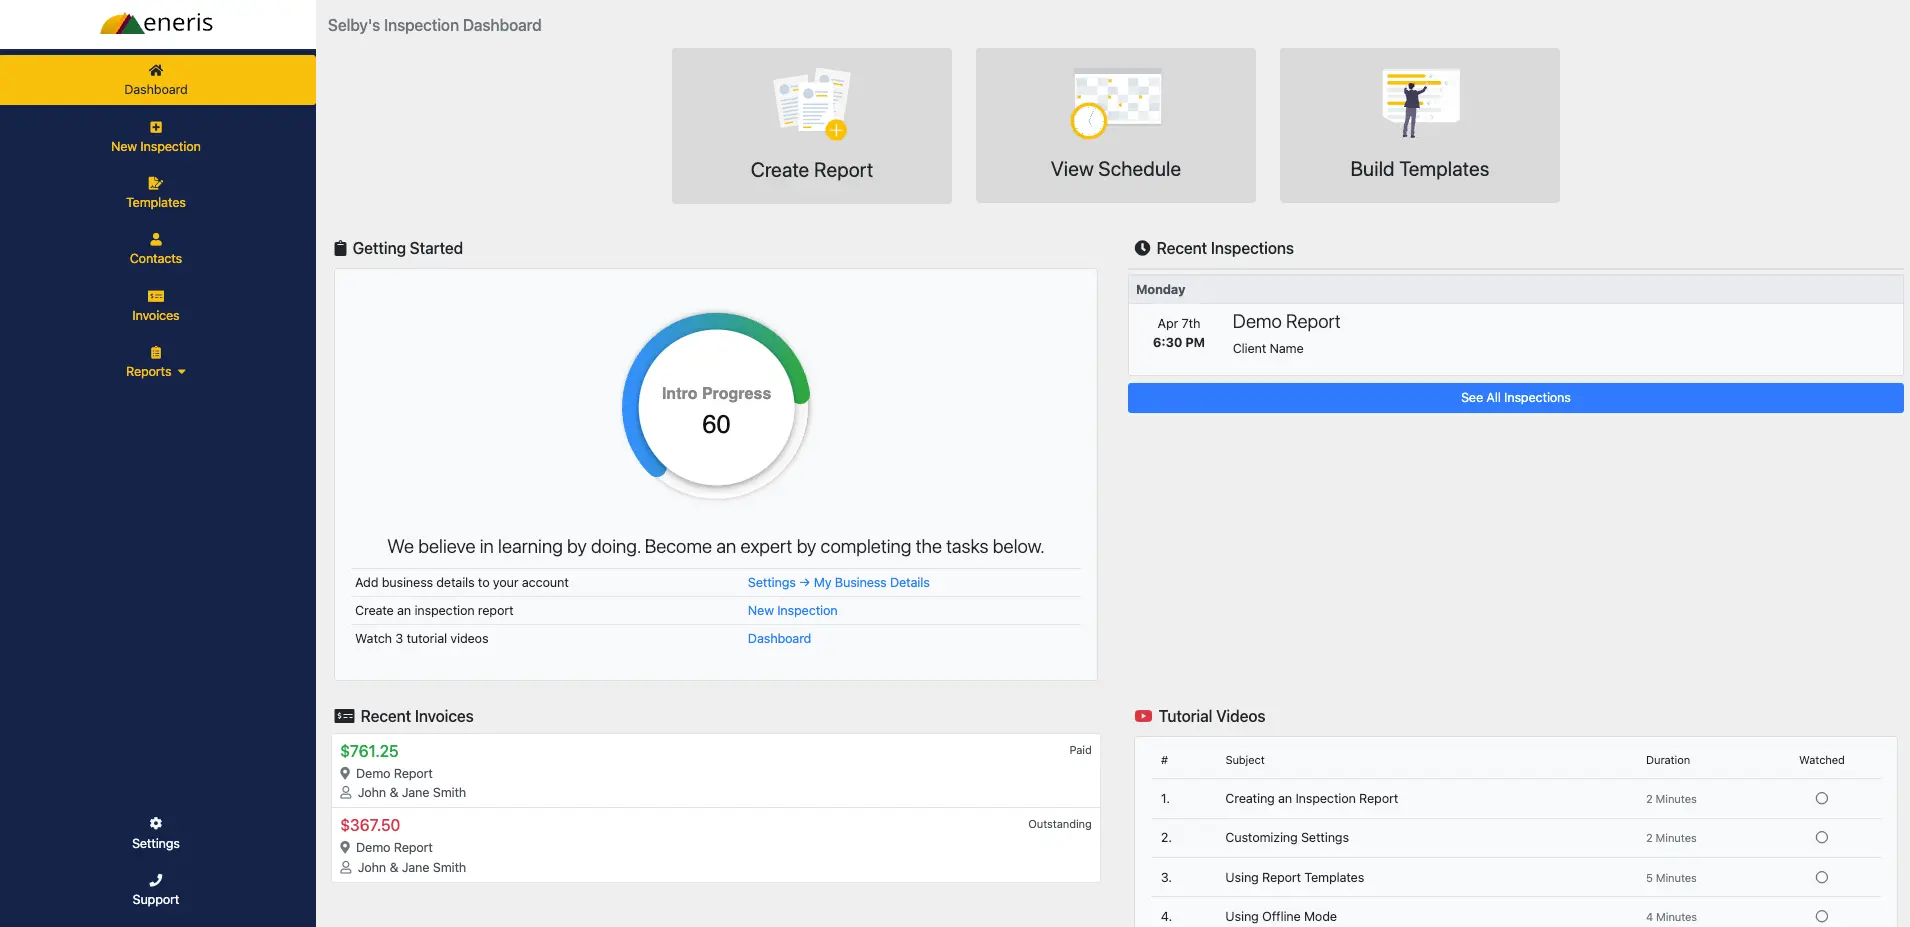 eneris
Dashboard
New Inspection
Templates
Contacts
Invoices
Reports
Settings
Support
Selby's Inspection Dashboard
Create Report
View Schedule
Build Templates
Getting Started
Intro Progress
60
We believe in learning by doing. Become an expert by completing the tasks below.
Add business details to your account Settings → My Business Details
Create an inspection report New Inspection
Watch 3 tutorial videos Dashboard
Recent Inspections
Monday
Apr 7th Demo Report
6:30 PM Client Name
See All Inspections
Recent Invoices
$761.25 Paid
Demo Report
John & Jane Smith
$367.50 Outstanding
Demo Report
John & Jane Smith
Tutorial Videos
# Subject Duration Watched
1. Creating an Inspection Report 2 Minutes
2. Customizing Settings 2 Minutes
3. Using Report Templates 5 Minutes
4. Using Offline Mode 4 Minutes